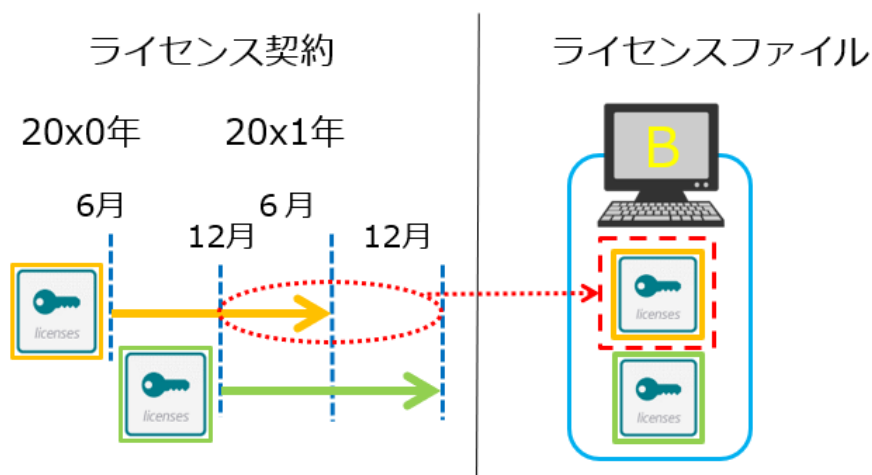 ライセンス契約
20x0年
20x1年
6月
12月
６月
12月
licenses
licenses
ライセンスファイル
B
licenses
licenses